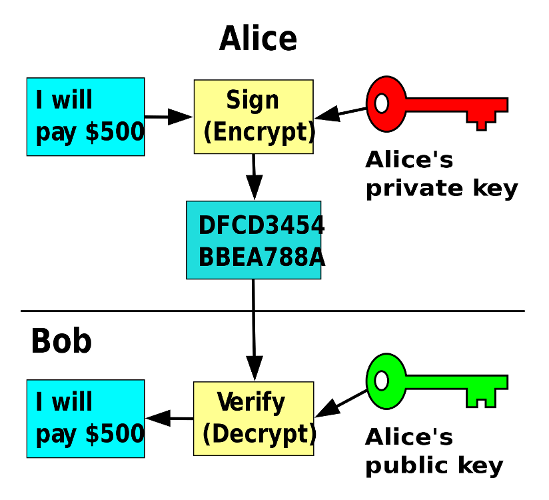 Alice
I will
pay $500
Sign
(Encrypt)
Alice's
private key
DFCD3454
BBEA788A
Bob
I will
pay $500
Verify
(Decrypt)
Alice's
public key